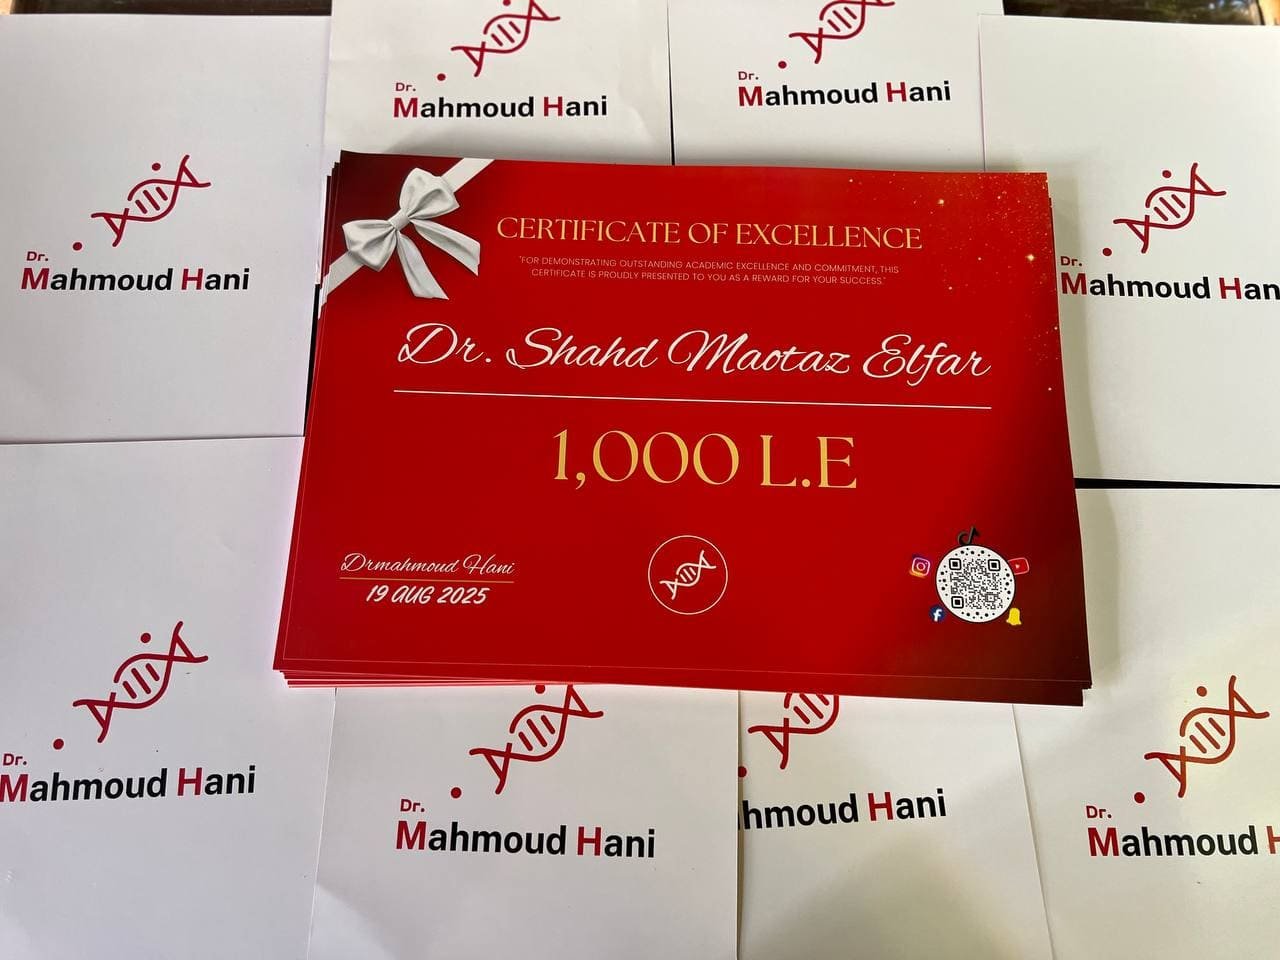 Dr.
Mahmoud Hani
Dr.
Mahmoud Hani
Dr.
Mahmoud Hani
Dr.
Mahmoud Han
CERTIFICATE OF EXCELLENCE
"FOR DEMONSTRATING OUTSTANDING ACADEMIC EXCELLENCE AND COMMITMENT, THIS
CERTIFICATE IS PROUDLY PRESENTED TO YOU AS A REWARD FOR YOUR SUCCESS."
Dr. Shahd Maotaz Elfar
1,000 L.E
Drmahmoud Hani
19 AUG 2025
Dr.
Mahmoud Hani
Dr.
Mahmoud Hani
hmoud Hani
Dr.
Mahmoud H